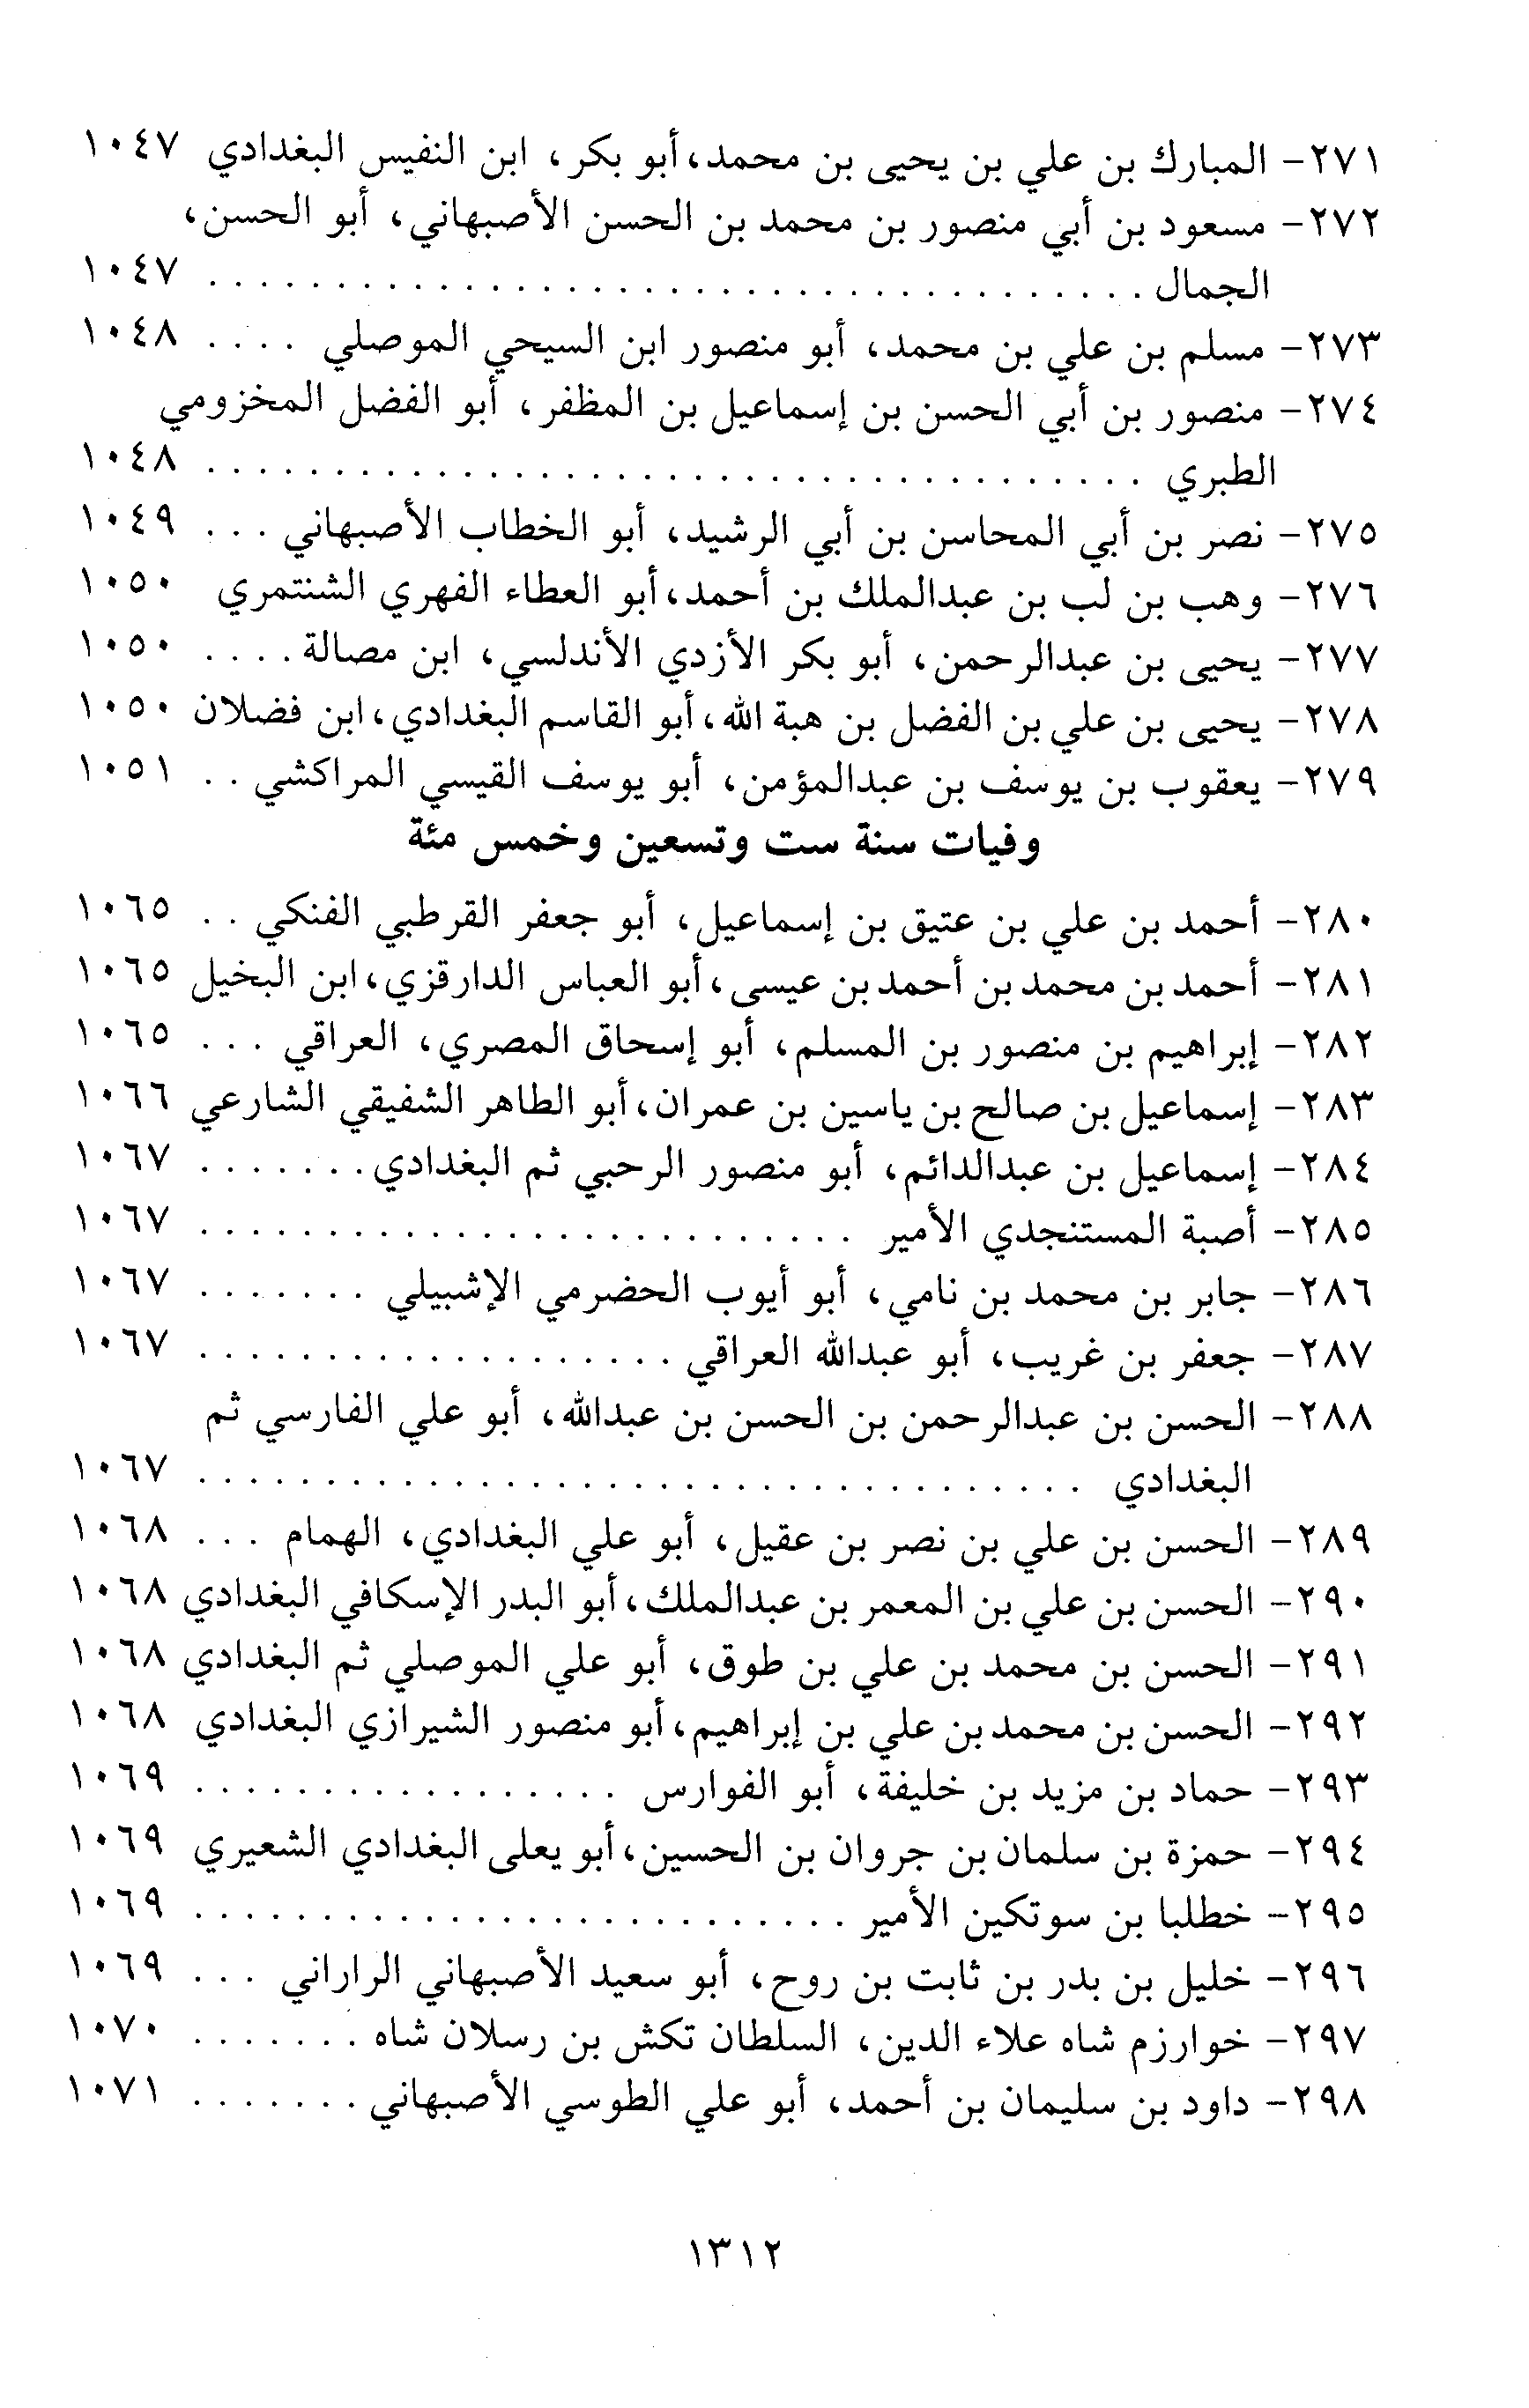 ٢٧١- المبارك بن علي بن يحيى بن محمد، أبو بكر، ابن النفيس البغدادي ١٠٤٧
٢٧٢- مسعود بن أبي منصور بن محمد بن الحسن الأصبهاني، أبو الحسن،
الجمال . . . . . . . . . . . . . . . . . . . . . . . . . . . . . . . . . . . . . ١٠٤٧
٢٧٣- مسلم بن علي بن محمد، أبو منصور ابن السيحي الموصلي . . . . ١٠٤٨
٢٧٤- منصور بن أبي الحسن بن إسماعيل بن المظفر، أبو الفضل المخزومي
الطبري . . . . . . . . . . . . . . . . . . . . . . . . . . . . . . . . . . . . . ١٠٤٨
٢٧٥- نصر بن أبي المحاسن بن أبي الرشيد، أبو الخطاب الأصبهاني . . . ١٠٤٩
٢٧٦- وهب بن لب بن عبدالملك بن أحمد، أبو العطاء الفهري الشنتمري ١٠٥٠
٢٧٧- يحيى بن عبدالرحمن، أبو بكر الأزدي الأندلسي، ابن مصالة . . . . ١٠٥٠
٢٧٨- يحيى بن علي بن الفضل بن هبة الله، أبو القاسم البغدادي، ابن فضلان ١٠٥٠
٢٧٩- يعقوب بن يوسف بن عبدالمؤمن، أبو يوسف القيسي المراكشي . . ١٠٥١
وفيات سنة ست وتسعين وخمس مئة
٢٨٠- أحمد بن علي بن عتيق بن إسماعيل، أبو جعفر القرطبي الفنكي . . ١٠٦٥
٢٨١- أحمد بن محمد بن أحمد بن عيسى، أبو العباس الدارقزي، ابن البخيل ١٠٦٥
٢٨٢- إبراهيم بن منصور بن المسلم، أبو إسحاق المصري، العراقي . . . ١٠٦٥
٢٨٣- إسماعيل بن صالح بن ياسين بن عمران، أبو الطاهر الشفيقي الشارعي ١٠٦٦
٢٨٤- إسماعيل بن عبدالدائم، أبو منصور الرحبي ثم البغدادي . . . . . . . ١٠٦٧
٢٨٥- أصبة المستنجدي الأمير . . . . . . . . . . . . . . . . . . . . . . . . . . ١٠٦٧
٢٨٦- جابر بن محمد بن نامي، أبو أيوب الحضرمي الإشبيلي . . . . . . . ١٠٦٧
٢٨٧- جعفر بن غريب، أبو عبدالله العراقي . . . . . . . . . . . . . . . . . . . ١٠٦٧
٢٨٨- الحسن بن عبدالرحمن بن الحسن بن عبدالله، أبو علي الفارسي ثم
البغدادي . . . . . . . . . . . . . . . . . . . . . . . . . . . . . . . . . . . ١٠٦٧
٢٨٩- الحسن بن علي بن نصر بن عقيل، أبو علي البغدادي، الهمام . . . ١٠٦٨
٢٩٠- الحسن بن علي بن المعمر بن عبدالملك، أبو البدر الإسكافي البغدادي ١٠٦٨
٢٩١- الحسن بن محمد بن علي بن طوق، أبو علي الموصلي ثم البغدادي ١٠٦٨
٢٩٢- الحسن بن محمد بن علي بن إبراهيم، أبو منصور الشيرازي البغدادي ١٠٦٨
٢٩٣- حماد بن مزيد بن خليفة، أبو الفوارس . . . . . . . . . . . . . . . . . ١٠٦٩
٢٩٤- حمزة بن سلمان بن جروان بن الحسين، أبو يعلى البغدادي الشعيري ١٠٦٩
٢٩٥- خطلبا بن سوتكين الأمير . . . . . . . . . . . . . . . . . . . . . . . . . . ١٠٦٩
٢٩٦- خليل بن بدر بن ثابت بن روح، أبو سعيد الأصبهاني الراراني . . . ١٠٦٩
٢٩٧- خوارزم شاه علاء الدين، السلطان تكش بن رسلان شاه . . . . . . . ١٠٧٠
٢٩٨- داود بن سليمان بن أحمد، أبو علي الطوسي الأصبهاني . . . . . . . ١٠٧١
١٣١٢